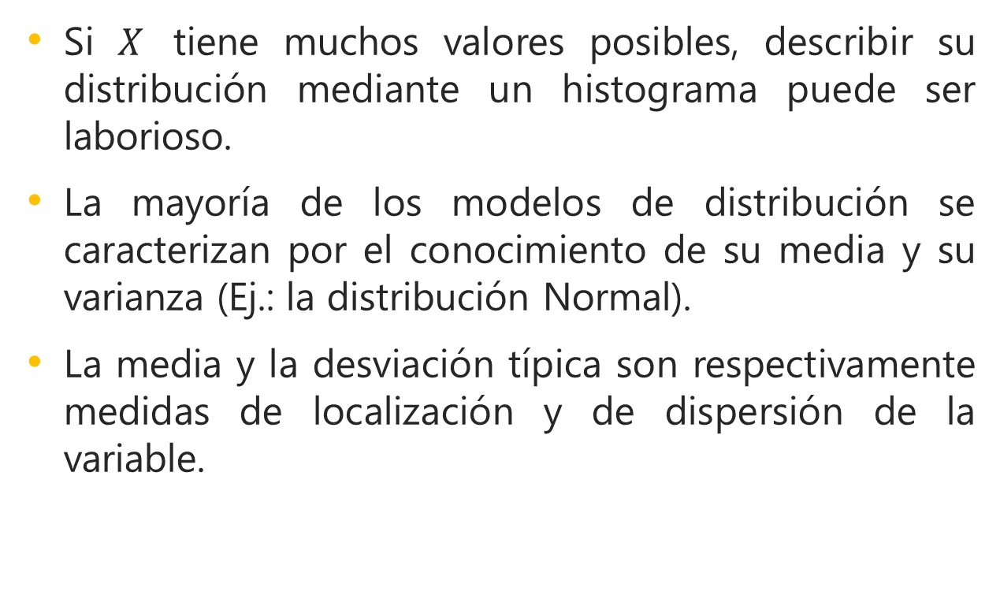 • Si X tiene muchos valores posibles, describir su
distribución mediante un histograma puede ser
laborioso.
• La mayoría de los modelos de distribución se
caracterizan por el conocimiento de su media y su
varianza (Ej.: la distribución Normal).
• La media y la desviación típica son respectivamente
medidas de localización y de dispersión de la
variable.